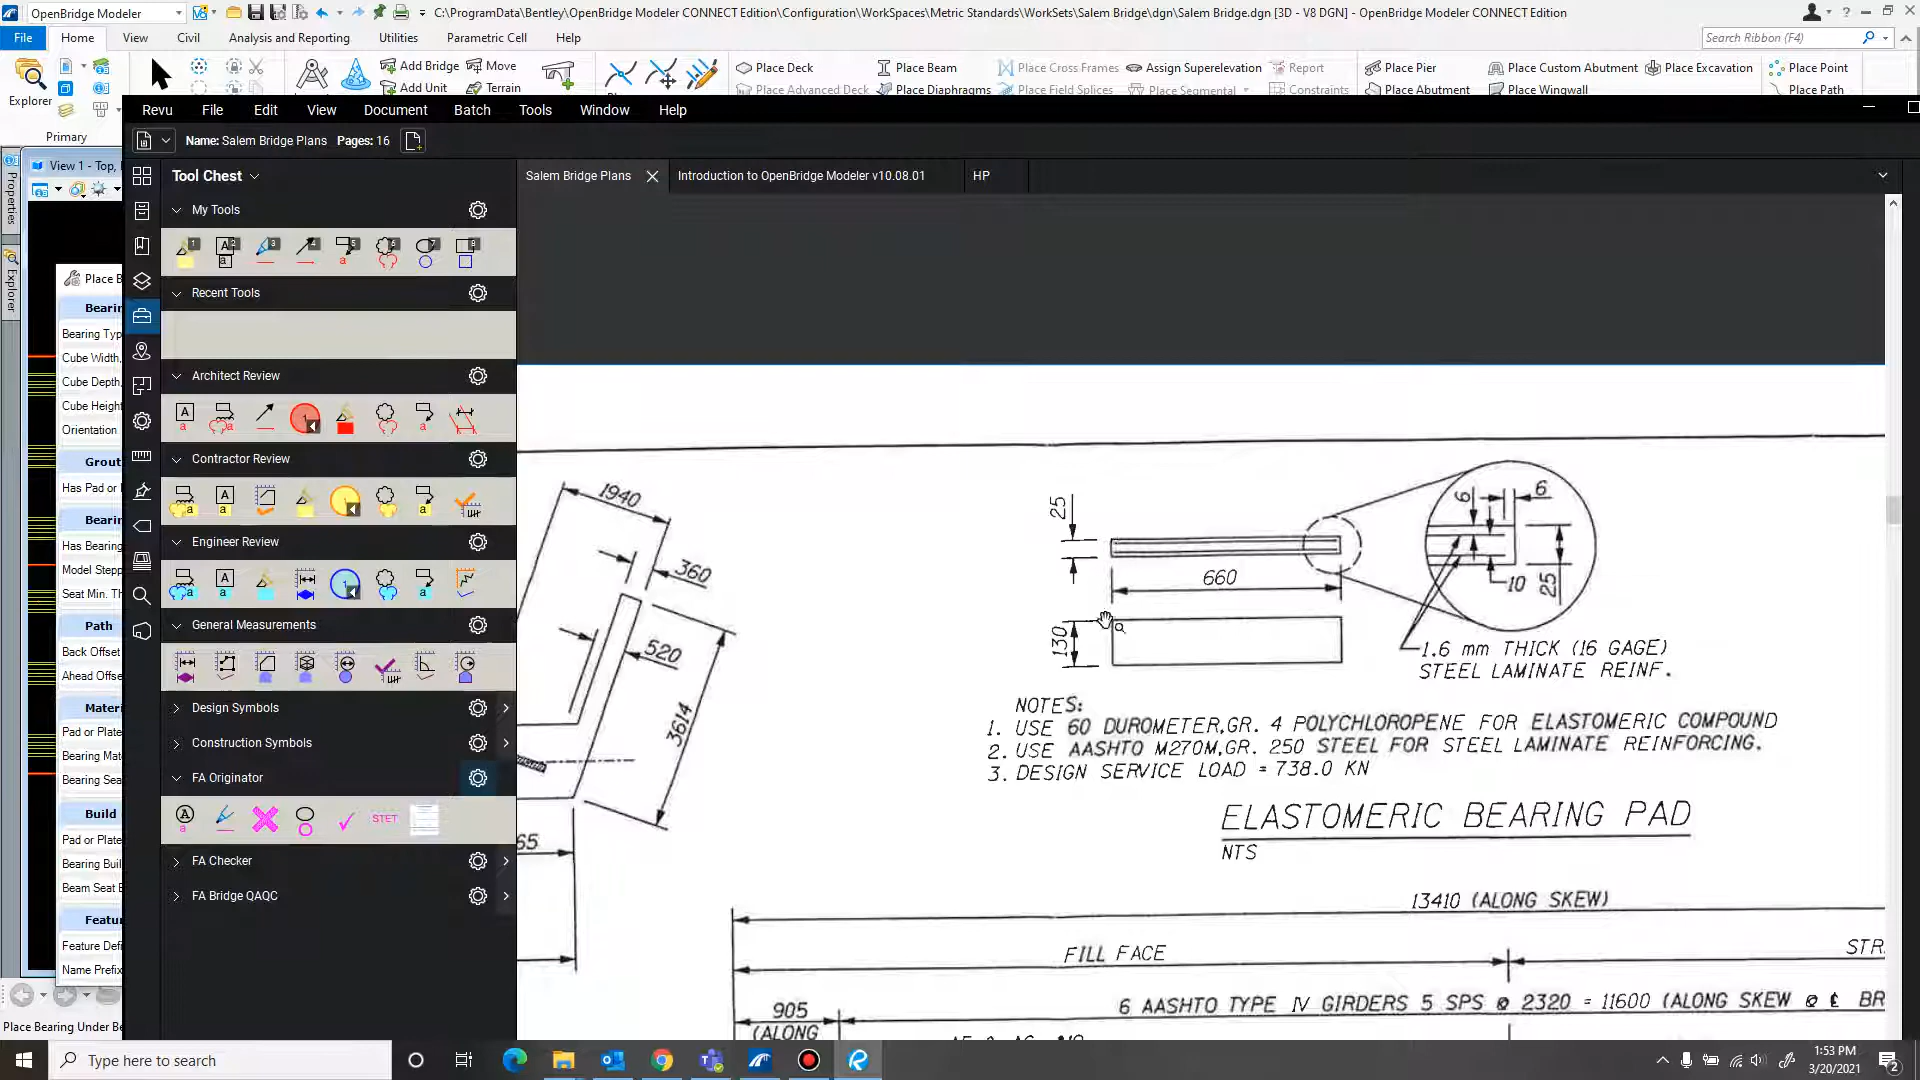 OpenBridge Modeler
C:\ProgramData\Bentley\OpenBridge Modeler CONNECT Edition\Configuration\WorkSpaces\Metric Standards\WorkSets\Salem Bridge\dgn\Salem Bridge.dgn [3D - V8 DGN] - OpenBridge Modeler CONNECT Edition
File Home View Civil Analysis and Reporting Utilities Parametric Cell Help
Search Ribbon (F4)
Explorer
Primary
Add Bridge Move
Add Unit Terrain
Place Deck Place Beam Place Cross Frames Assign Superelevation Report Place Pier Place Custom Abutment Place Excavation Place Point
Place Advanced Deck Place Diaphragms Place Field Splices Place Segmental Constraints Place Abutment Place Wingwall Place Path
Revu File Edit View Document Batch Tools Window Help
Name: Salem Bridge Plans Pages: 16
Tool Chest
Salem Bridge Plans Introduction to OpenBridge Modeler v10.08.01 HP
My Tools
Recent Tools
Architect Review
Contractor Review
Engineer Review
General Measurements
Design Symbols
Construction Symbols
FA Originator
STET
FA Checker
FA Bridge QAQC
Properties
Explorer
View 1 - Top,
Place B
Bearin
Bearing Typ
Cube Width,
Cube Depth,
Cube Height
Orientation
Grout
Has Pad or
Bearin
Has Bearing
Model Stepp
Seat Min. Th
Path
Back Offset
Ahead Offse
Materi
Pad or Plate
Bearing Mat
Bearing Sea
Build
Pad or Plate
Bearing Buil
Beam Seat E
Featur
Feature Defi
Name Prefix
Place Bearing Under Be
1940
360
520
3614
65
25
660
130
6
6
10
25
1.6 mm THICK (16 GAGE)
STEEL LAMINATE REINF.
NOTES:
1. USE 60 DUROMETER,GR. 4 POLYCHLOROPENE FOR ELASTOMERIC COMPOUND
2. USE AASHTO M270M,GR. 250 STEEL FOR STEEL LAMINATE REINFORCING.
3. DESIGN SERVICE LOAD = 738.0 KN
ELASTOMERIC BEARING PAD
NTS
13410 (ALONG SKEW)
FILL FACE
STR
905
(ALONG
6 AASHTO TYPE IV GIRDERS 5 SPS @ 2320 = 11600 (ALONG SKEW @ ℄ BR
Type here to search
1:53 PM
3/20/2021
2